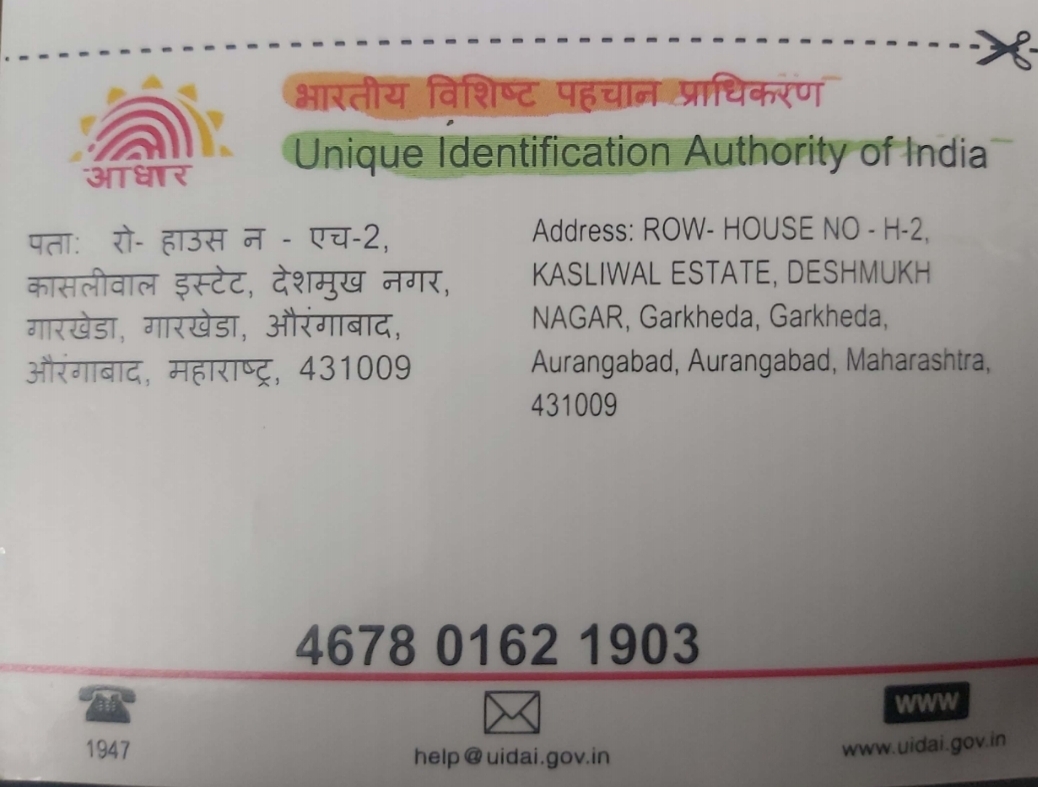 भारतीय विशिष्ट पहचान प्राधिकरण
Unique Identification Authority of India
आधार
पता: रो- हाउस न - एच-2,
कासलीवाल इस्टेट, देशमुख नगर,
गारखेडा, गारखेडा, औरंगाबाद,
औरंगाबाद, महाराष्ट्र, 431009
Address: ROW- HOUSE NO - H-2,
KASLIWAL ESTATE, DESHMUKH
NAGAR, Garkheda, Garkheda,
Aurangabad, Aurangabad, Maharashtra,
431009
4678 0162 1903
1947
help@uidai.gov.in
www
www.uidai.gov.in